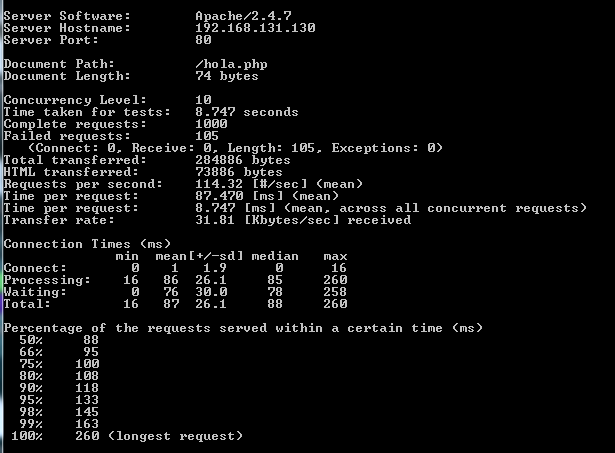 Server Software: Apache/2.4.7
Server Hostname: 192.168.131.130
Server Port: 80
Document Path: /hola.php
Document Length: 74 bytes
Concurrency Level: 10
Time taken for tests: 8.747 seconds
Complete requests: 1000
Failed requests: 105
(Connect: 0, Receive: 0, Length: 105, Exceptions: 0)
Total transferred: 284886 bytes
HTML transferred: 73886 bytes
Requests per second: 114.32 [#/sec] (mean)
Time per request: 87.470 [ms] (mean)
Time per request: 8.747 [ms] (mean, across all concurrent requests)
Transfer rate: 31.81 [Kbytes/sec] received
Connection Times (ms)
min mean[+/-sd] median max
Connect: 0 1 1.9 0 16
Processing: 16 86 26.1 85 260
Waiting: 0 76 30.0 78 258
Total: 16 87 26.1 88 260
Percentage of the requests served within a certain time (ms)
50% 88
66% 95
75% 100
80% 108
90% 118
95% 133
98% 145
99% 163
100% 260 (longest request)